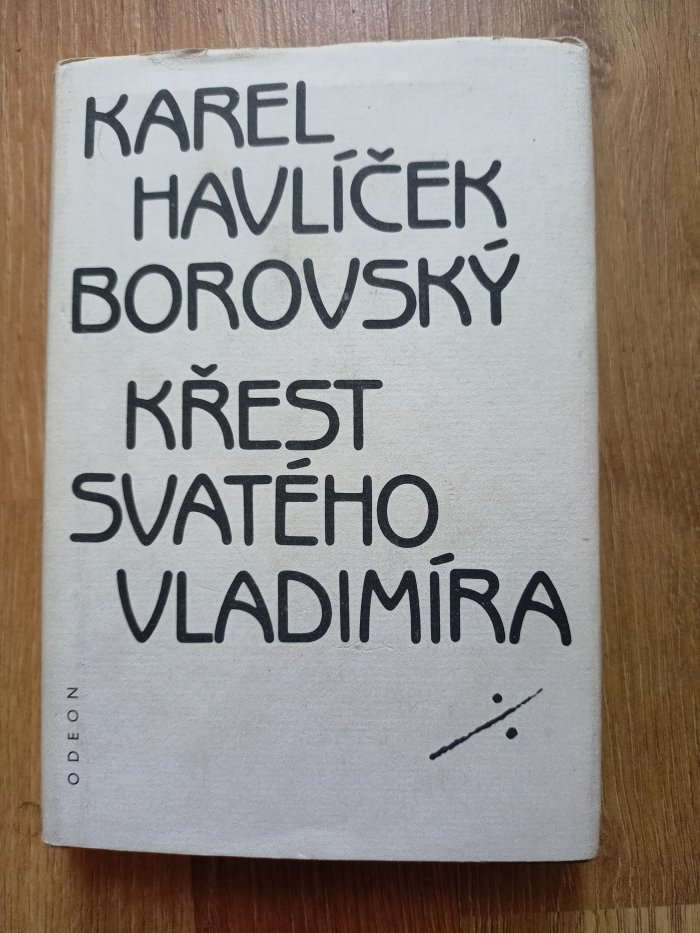 KAREL
HAVLÍČEK
BOROVSKÝ
KŘEST
SVATÉHO
VLADIMÍRA
ODEON